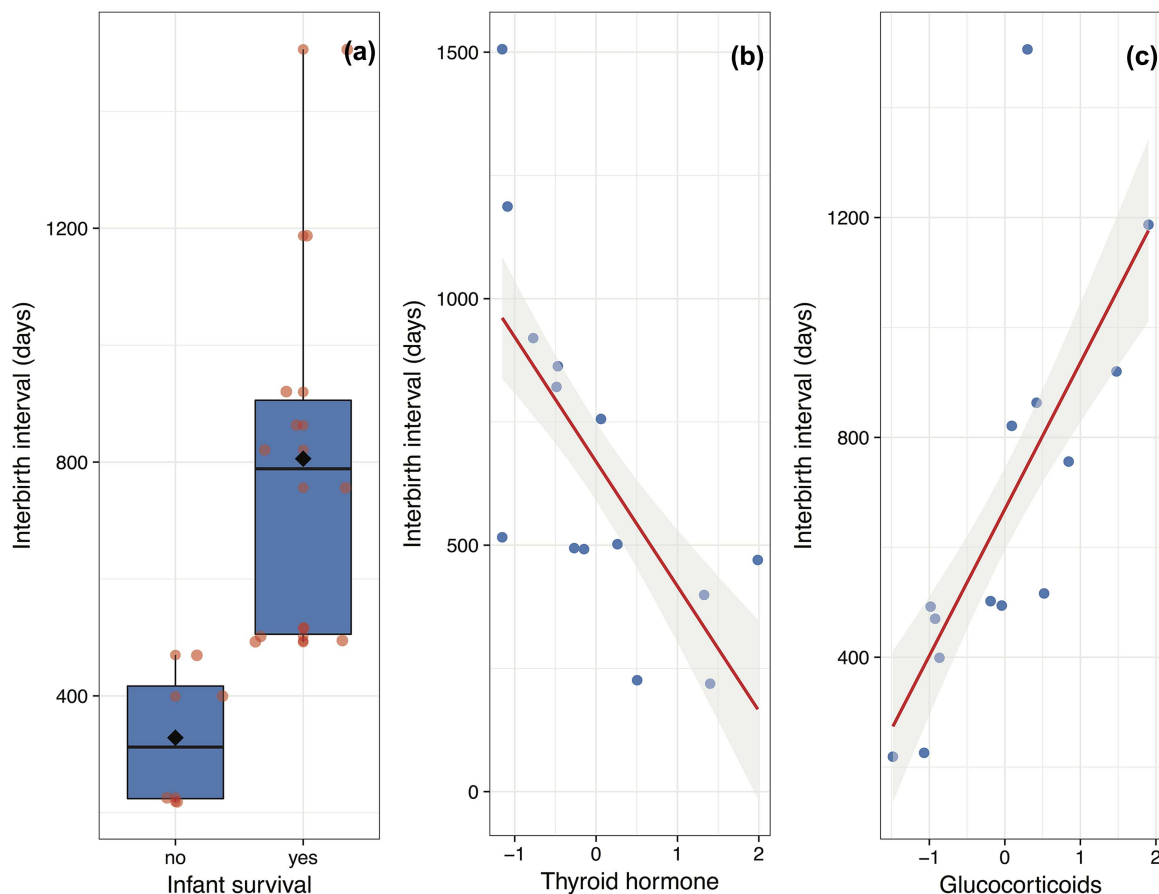 (a)
Interbirth interval (days)
1200
800
400
no yes
Infant survival
(b)
Interbirth interval (days)
1500
1000
500
0
−1 0 1 2
Thyroid hormone
(c)
Interbirth interval (days)
1200
800
400
−1 0 1 2
Glucocorticoids